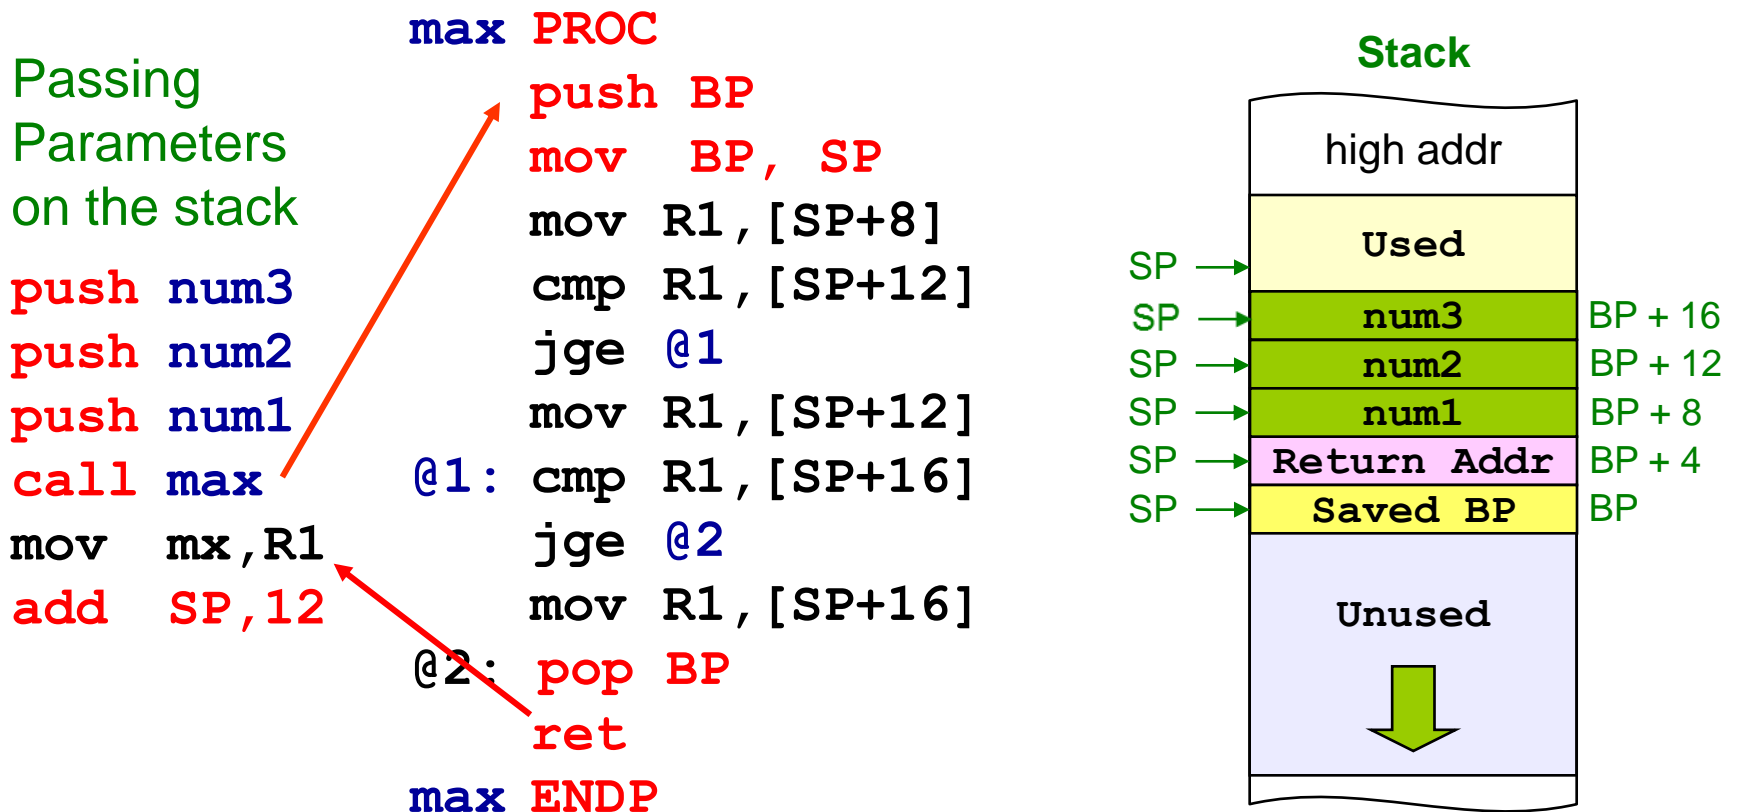 Passing
Parameters
on the stack
push num3
push num2
push num1
call max
mov mx,R1
add SP,12
max PROC
push BP
mov BP, SP
mov R1,[SP+8]
cmp R1,[SP+12]
jge @1
mov R1,[SP+12]
@1: cmp R1,[SP+16]
jge @2
mov R1,[SP+16]
@2: pop BP
ret
max ENDP
Stack
high addr
Used
SP
SP num3 BP + 16
SP num2 BP + 12
SP num1 BP + 8
SP Return Addr BP + 4
SP Saved BP BP
Unused